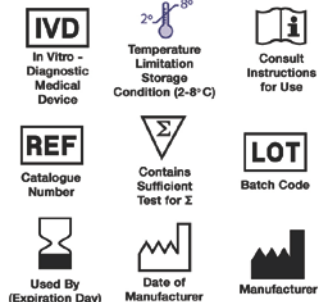 IVD
In Vitro -
Diagnostic
Medical
Device
2° 8°
Temperature
Limitation
Storage
Condition (2-8°C)
i
Consult
Instructions
for Use
REF
Catalogue
Number
Σ
Contains
Sufficient
Test for Σ
LOT
Batch Code
Used By
(Expiration Day)
Date of
Manufacturer
Manufacturer